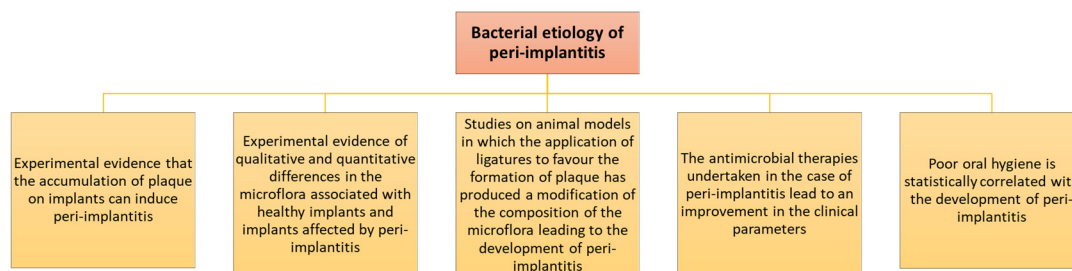 Bacterial etiology of
peri-implantitis
Experimental evidence that
the accumulation of plaque
on implants can induce
peri-implantitis
Experimental evidence of
qualitative and quantitative
differences in the
microflora associated with
healthy implants and
implants affected by peri-
implantitis
Studies on animal models
in which the application of
ligatures to favour the
formation of plaque has
produced a modification of
the composition of the
microflora leading to the
development of peri-
implantitis
The antimicrobial therapies
undertaken in the case of
peri-implantitis lead to an
improvement in the clinical
parameters
Poor oral hygiene is
statistically correlated with
the development of peri-
implantitis